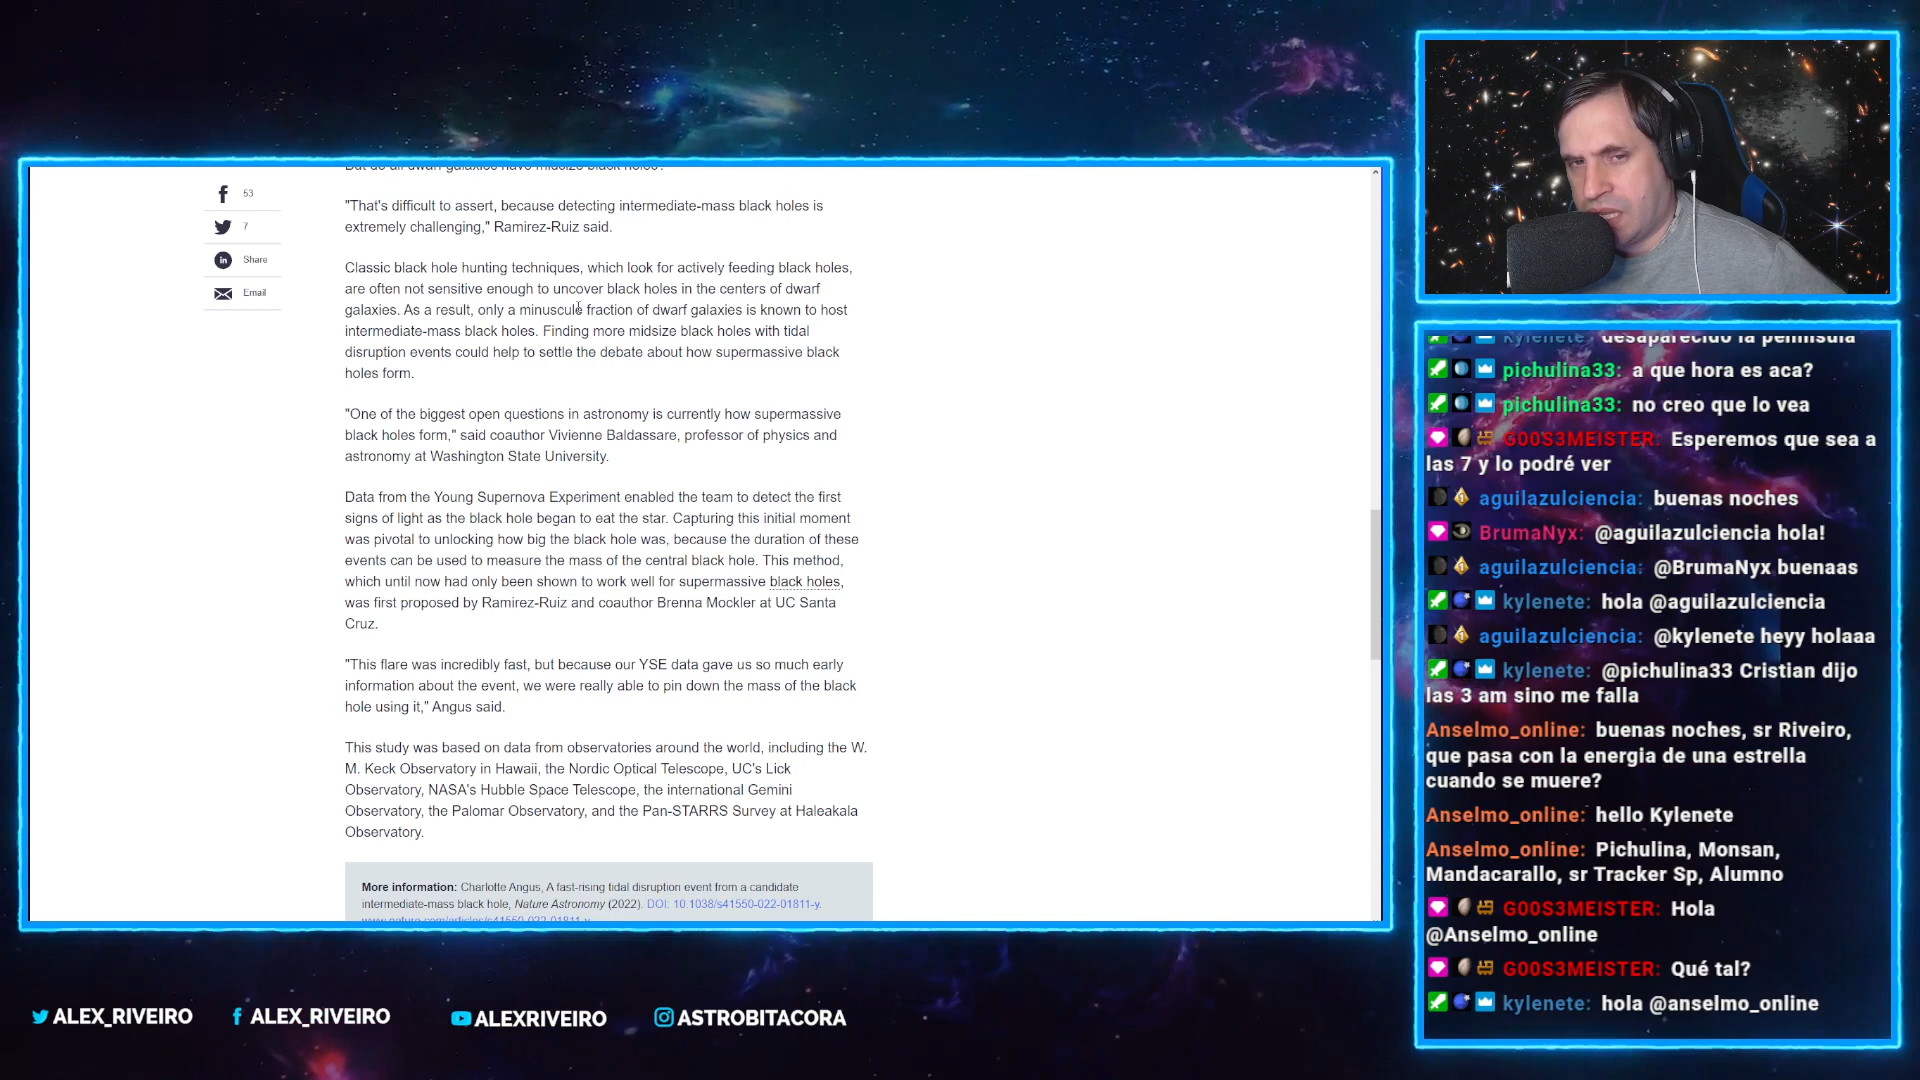 But do all dwarf galaxies have midsize black holes?
53
7
Share
Email
"That's difficult to assert, because detecting intermediate-mass black holes is
extremely challenging," Ramirez-Ruiz said.
Classic black hole hunting techniques, which look for actively feeding black holes,
are often not sensitive enough to uncover black holes in the centers of dwarf
galaxies. As a result, only a minuscule fraction of dwarf galaxies is known to host
intermediate-mass black holes. Finding more midsize black holes with tidal
disruption events could help to settle the debate about how supermassive black
holes form.
"One of the biggest open questions in astronomy is currently how supermassive
black holes form," said coauthor Vivienne Baldassare, professor of physics and
astronomy at Washington State University.
Data from the Young Supernova Experiment enabled the team to detect the first
signs of light as the black hole began to eat the star. Capturing this initial moment
was pivotal to unlocking how big the black hole was, because the duration of these
events can be used to measure the mass of the central black hole. This method,
which until now had only been shown to work well for supermassive black holes,
was first proposed by Ramirez-Ruiz and coauthor Brenna Mockler at UC Santa
Cruz.
"This flare was incredibly fast, but because our YSE data gave us so much early
information about the event, we were really able to pin down the mass of the black
hole using it," Angus said.
This study was based on data from observatories around the world, including the W.
M. Keck Observatory in Hawaii, the Nordic Optical Telescope, UC's Lick
Observatory, NASA's Hubble Space Telescope, the international Gemini
Observatory, the Palomar Observatory, and the Pan-STARRS Survey at Haleakala
Observatory.
More information: Charlotte Angus, A fast-rising tidal disruption event from a candidate
intermediate-mass black hole, Nature Astronomy (2022). DOI: 10.1038/s41550-022-01811-y.
www.nature.com/articles/s41550-022-01811-y
kylenete: desaparecido la peninsula
pichulina33: a que hora es aca?
pichulina33: no creo que lo vea
G00S3MEISTER: Esperemos que sea a
las 7 y lo podré ver
aguilazulciencia: buenas noches
BrumaNyx: @aguilazulciencia hola!
aguilazulciencia: @BrumaNyx buenaas
kylenete: hola @aguilazulciencia
aguilazulciencia: @kylenete heyy holaaa
kylenete: @pichulina33 Cristian dijo
las 3 am sino me falla
Anselmo_online: buenas noches, sr Riveiro,
que pasa con la energia de una estrella
cuando se muere?
Anselmo_online: hello Kylenete
Anselmo_online: Pichulina, Monsan,
Mandacarallo, sr Tracker Sp, Alumno
G00S3MEISTER: Hola
@Anselmo_online
G00S3MEISTER: Qué tal?
kylenete: hola @anselmo_online
ALEX_RIVEIRO
ALEX_RIVEIRO
ALEXRIVEIRO
ASTROBITACORA